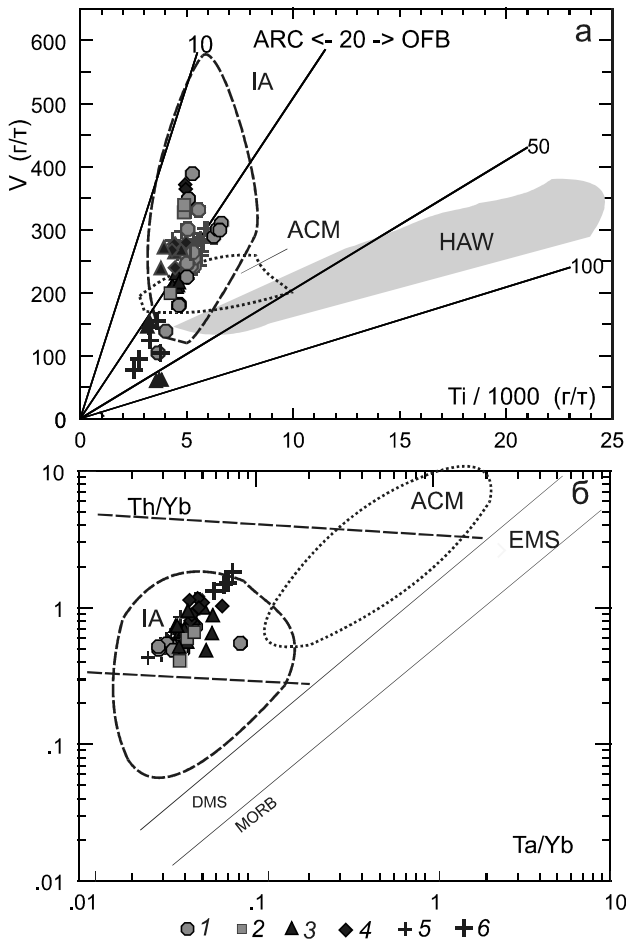 600
500
400
300
200
100
0
V (г/т)
10
ARC <- 20 -> OFB
а
IA
50
ACM
HAW
100
Ti / 1000 (г/т)
0
5
10
15
20
25
10
1
.1
.01
Th/Yb
б
ACM
EMS
IA
DMS
MORB
Ta/Yb
.01
.1
1
10
1 2 3 4 5 6